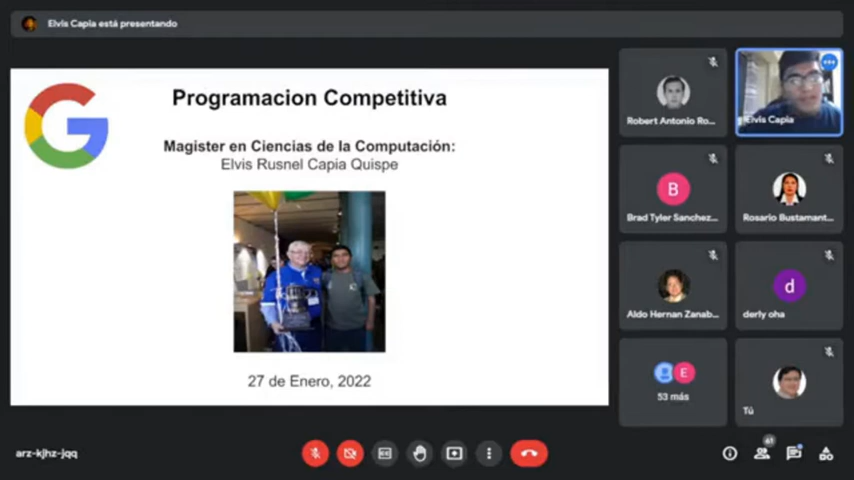 Elvis Capia está presentando
Programacion Competitiva
Magister en Ciencias de la Computación:
Elvis Rusnel Capia Quispe
27 de Enero, 2022
Robert Antonio Ro...
Elvis Capia
B
Brad Tyler Sanchez...
Rosario Bustamant...
Aldo Hernan Zanab...
d
derly oha
E
53 más
Tú
arz-kjhz-jqq
61